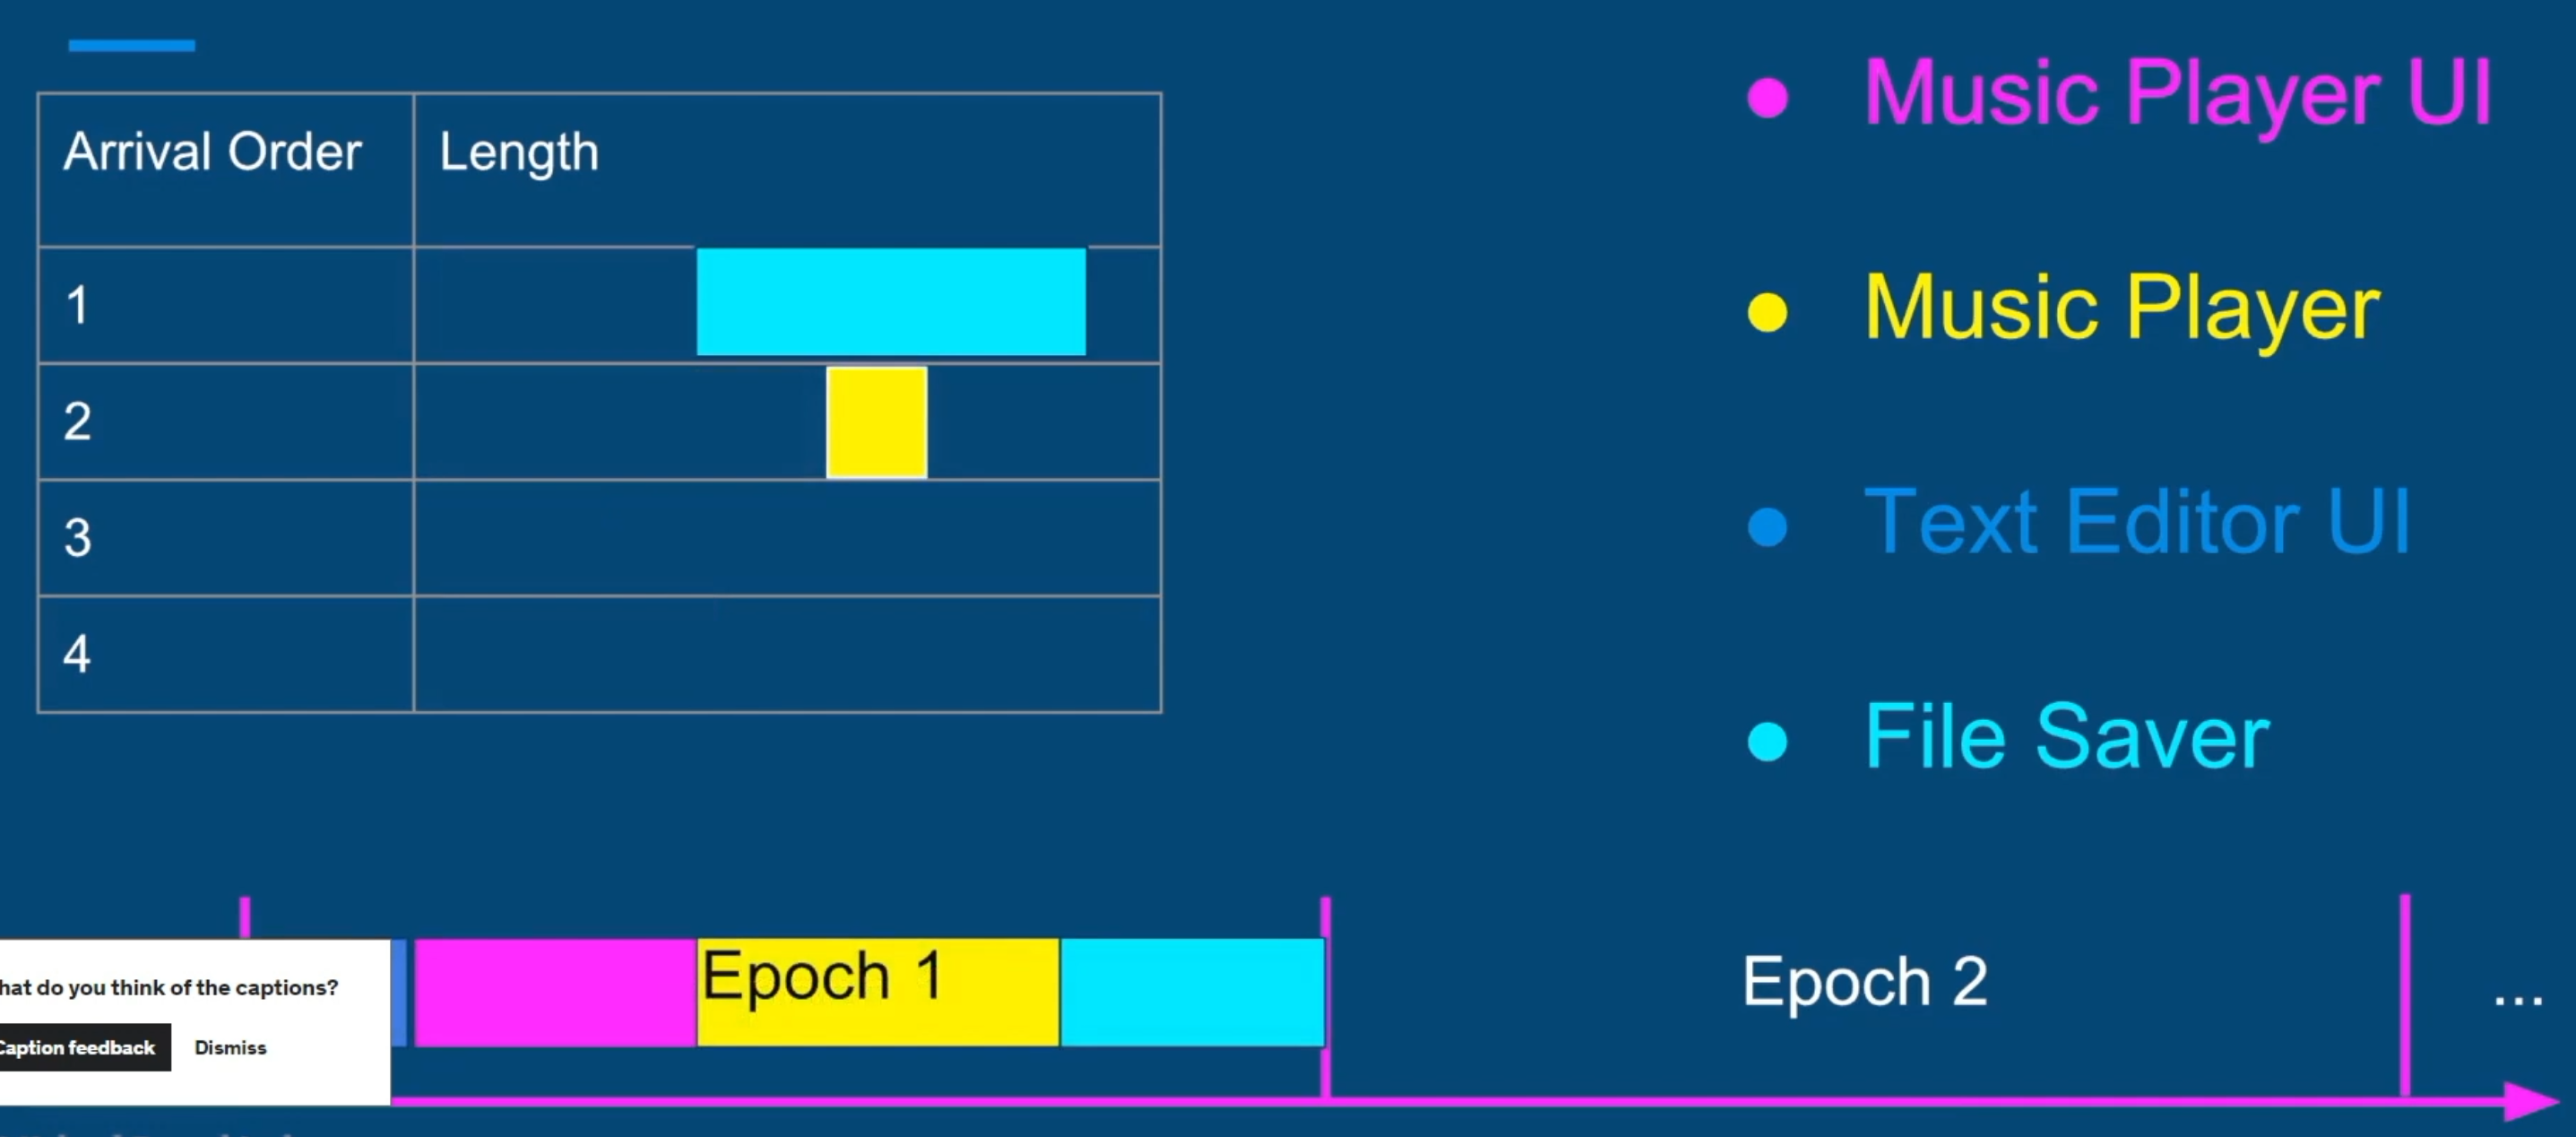 Arrival Order
Length
1
2
3
4
Music Player UI
Music Player
Text Editor UI
File Saver
hat do you think of the captions?
Caption feedback
Dismiss
Epoch 1
Epoch 2
...